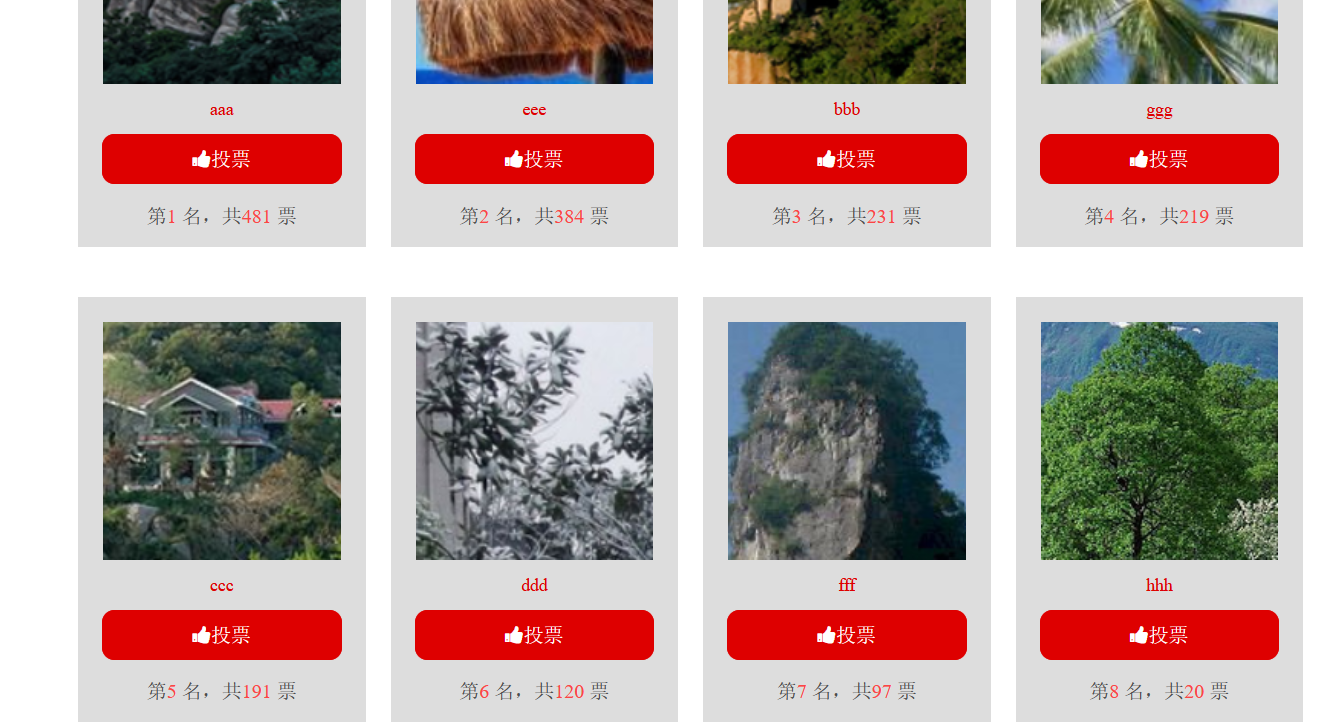 aaa
投票
第1 名，共481 票
eee
投票
第2 名，共384 票
bbb
投票
第3 名，共231 票
ggg
投票
第4 名，共219 票
ccc
投票
第5 名，共191 票
ddd
投票
第6 名，共120 票
fff
投票
第7 名，共97 票
hhh
投票
第8 名，共20 票